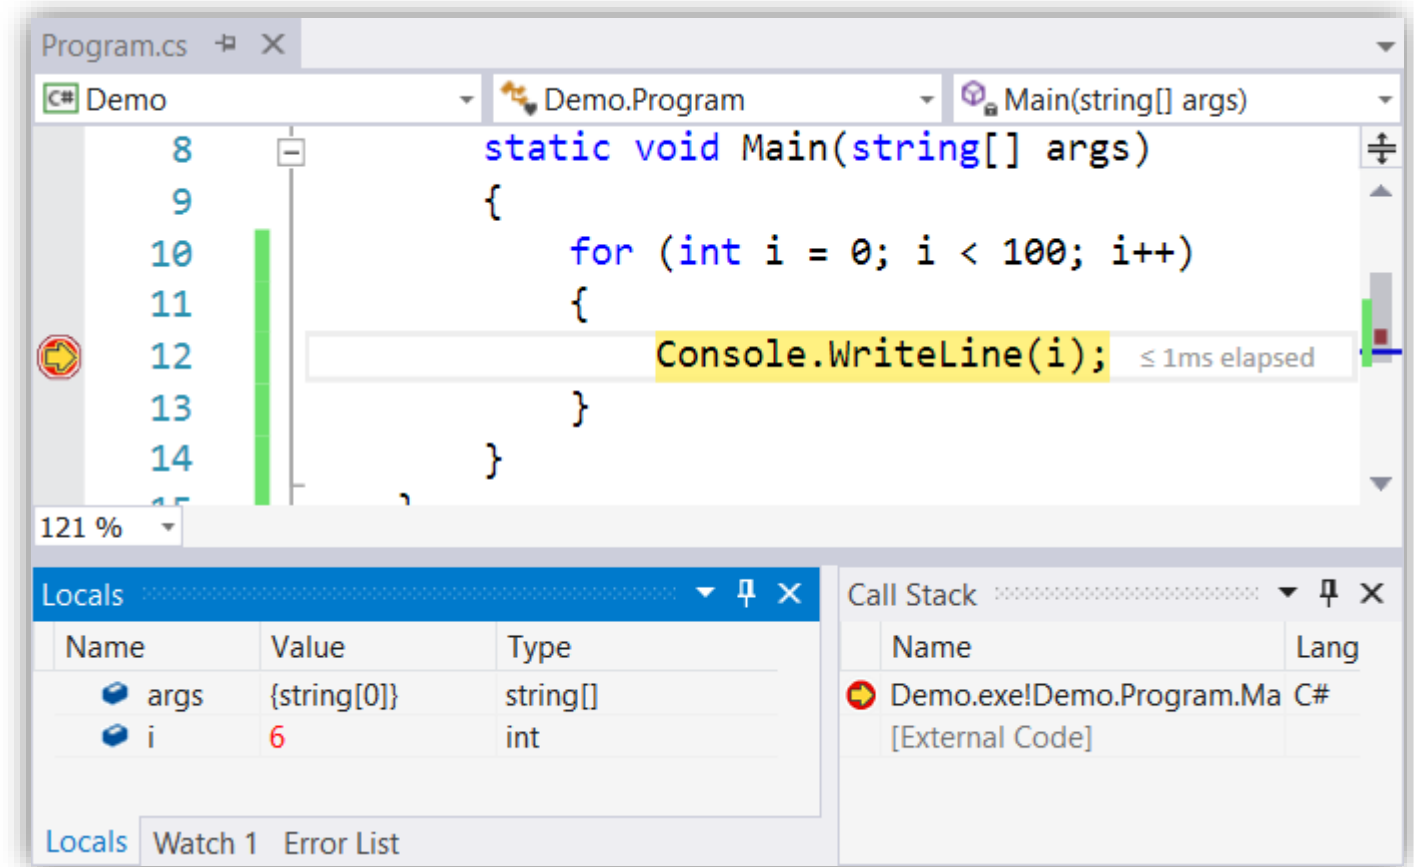 Program.cs
C# Demo Demo.Program Main(string[] args)
8 static void Main(string[] args)
9 {
10 for (int i = 0; i < 100; i++)
11 {
12 Console.WriteLine(i); ≤ 1ms elapsed
13 }
14 }
15 }
121 %
Locals
Name Value Type
args {string[0]} string[]
i 6 int
Locals Watch 1 Error List
Call Stack
Name Lang
Demo.exe!Demo.Program.Ma C#
[External Code]